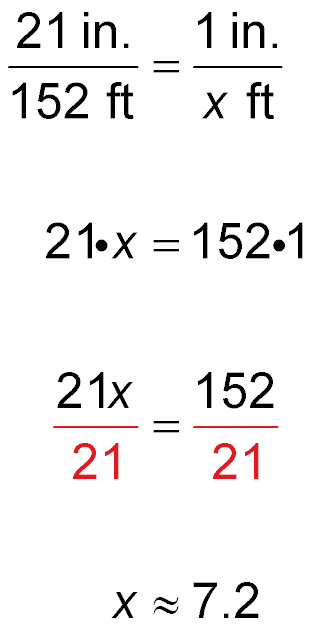 21 in./152 ft = 1 in./x ft
21•x = 152•1
21x/21 = 152/21
x ≈ 7.2